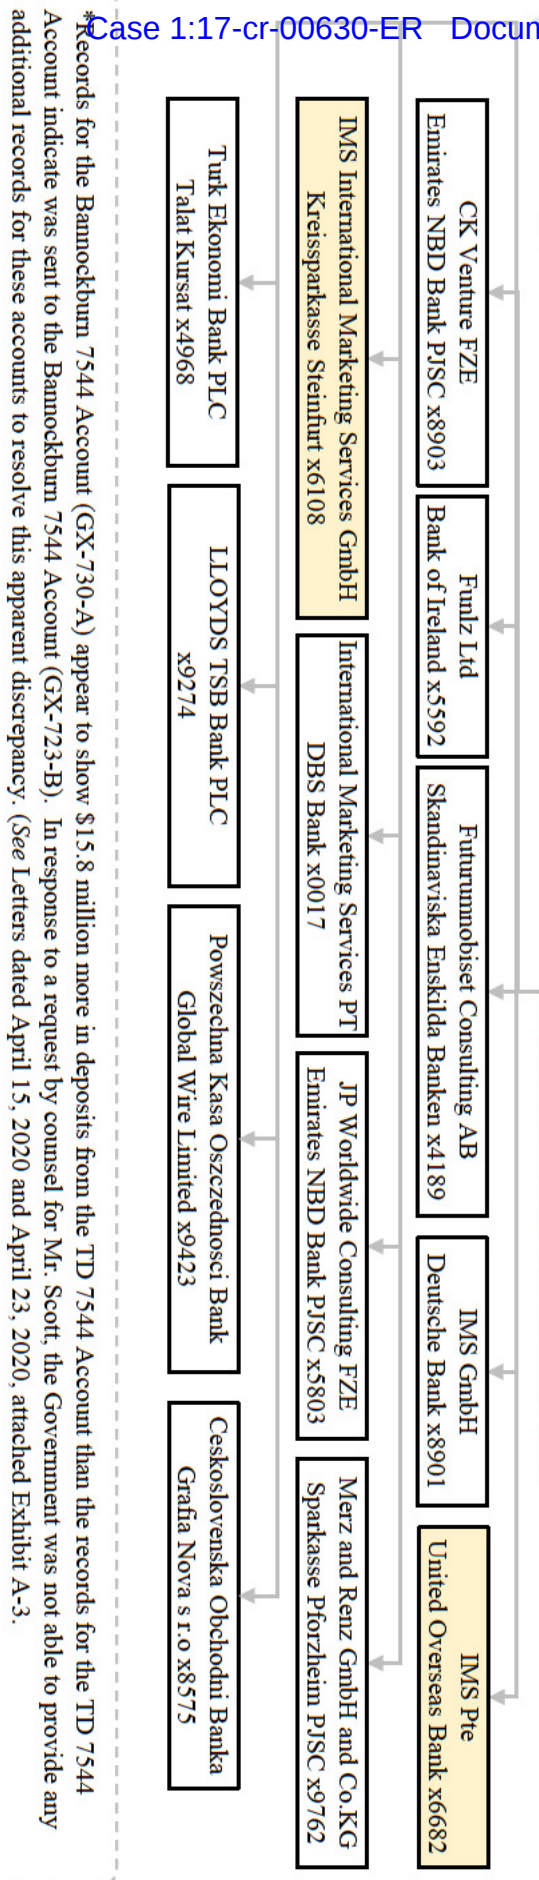 Case 1:17-cr-00630-ER Docum
CK Venture FZE
Emirates NBD Bank PJSC x8903
Funlz Ltd
Bank of Ireland x5592
Futurumnobiset Consulting AB
Skandinaviska Enskilda Banken x4189
IMS GmbH
Deutsche Bank x8901
IMS Pte
United Overseas Bank x6682
IMS International Marketing Services GmbH
Kreissparkasse Steinfurt x6108
International Marketing Services PT
DBS Bank x0017
JP Worldwide Consulting FZE
Emirates NBD Bank PJSC x5803
Merz and Renz GmbH and Co.KG
Sparkasse Pforzheim PJSC x9762
Turk Ekonomi Bank PLC
Talat Kursat x4968
LLOYDS TSB Bank PLC
x9274
Powszechna Kasa Oszczednosci Bank
Global Wire Limited x9423
Ceskoslovenska Obchodni Banka
Grafia Nova s r.o x8575
*Records for the Bannockburn 7544 Account (GX-730-A) appear to show $15.8 million more in deposits from the TD 7544 Account than the records for the TD 7544
Account indicate was sent to the Bannockburn 7544 Account (GX-723-B). In response to a request by counsel for Mr. Scott, the Government was not able to provide any
additional records for these accounts to resolve this apparent discrepancy. (See Letters dated April 15, 2020 and April 23, 2020, attached Exhibit A-3.